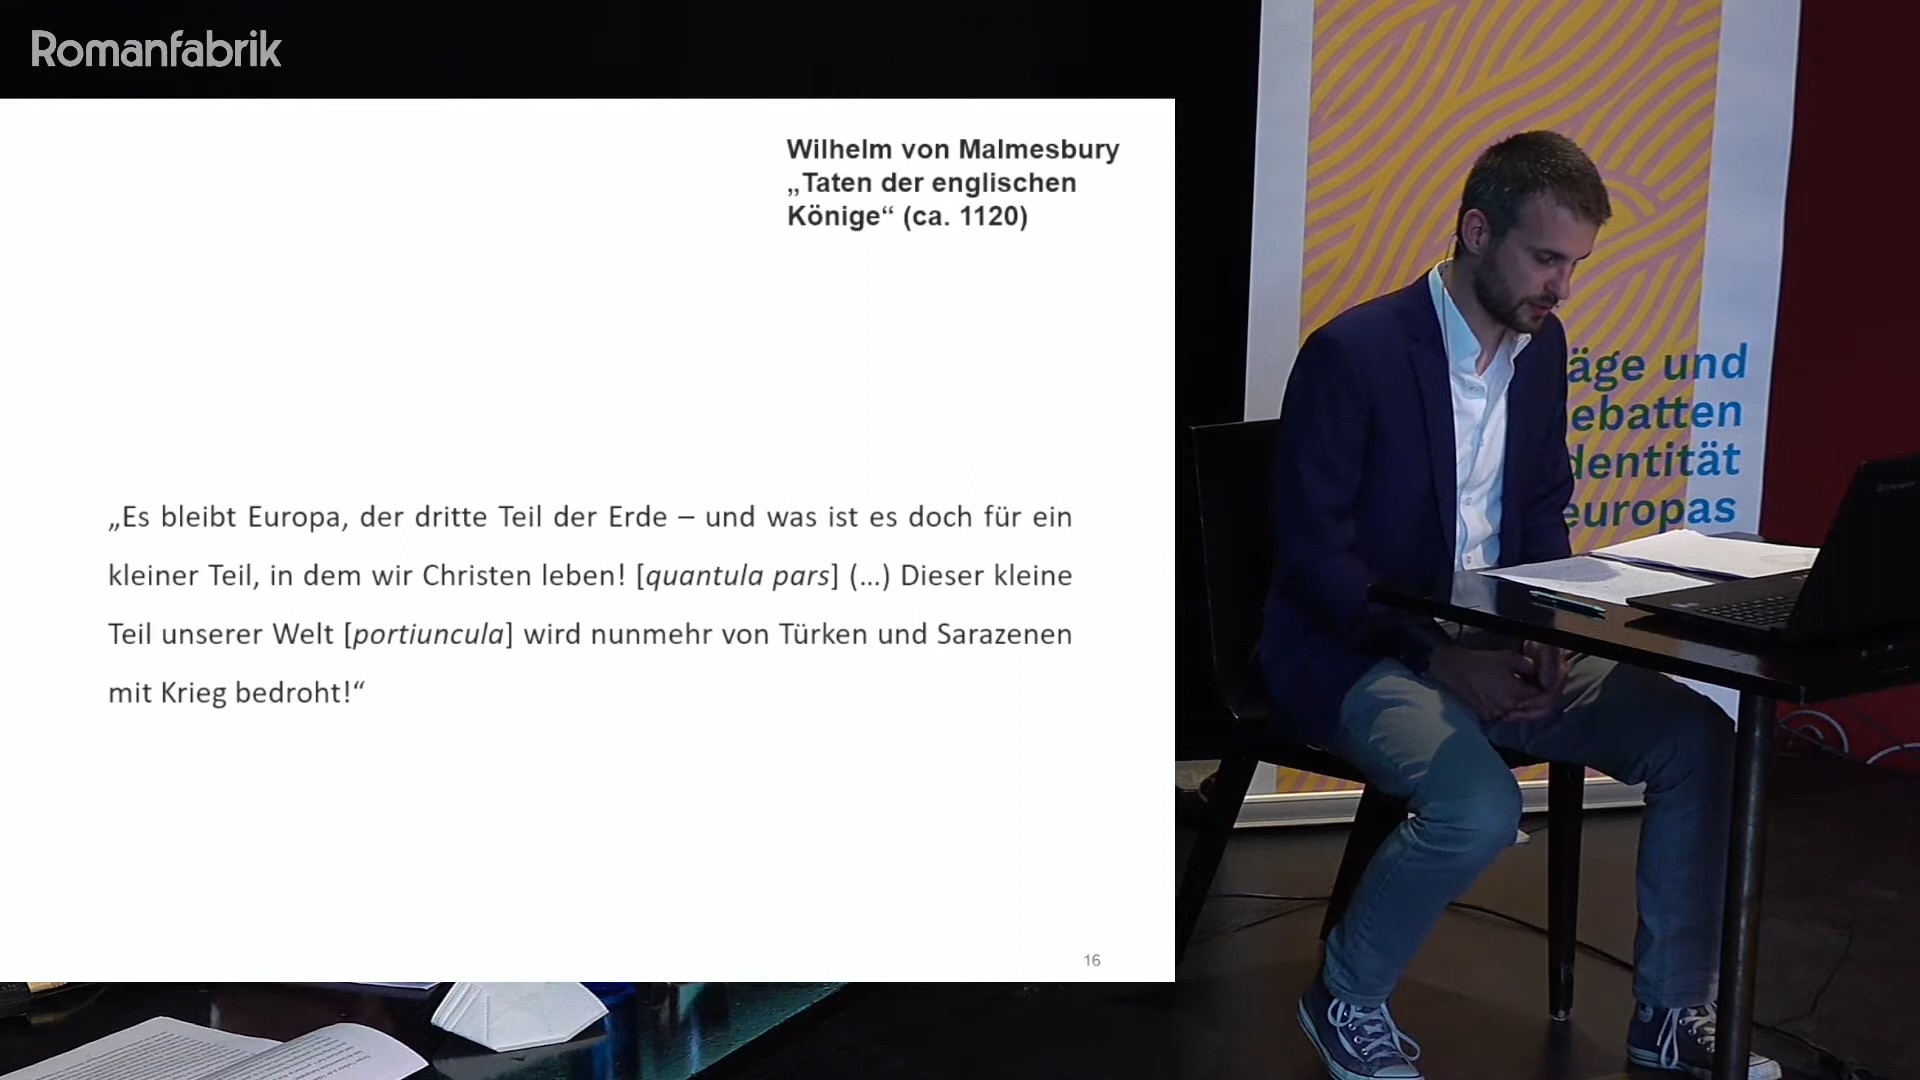 Romanfabrik
Wilhelm von Malmesbury
„Taten der englischen
Könige“ (ca. 1120)
„Es bleibt Europa, der dritte Teil der Erde – und was ist es doch für ein
kleiner Teil, in dem wir Christen leben! [quantula pars] (...) Dieser kleine
Teil unserer Welt [portiuncula] wird nunmehr von Türken und Sarazenen
mit Krieg bedroht!“
16
äge und
ebatten
dentität
europas